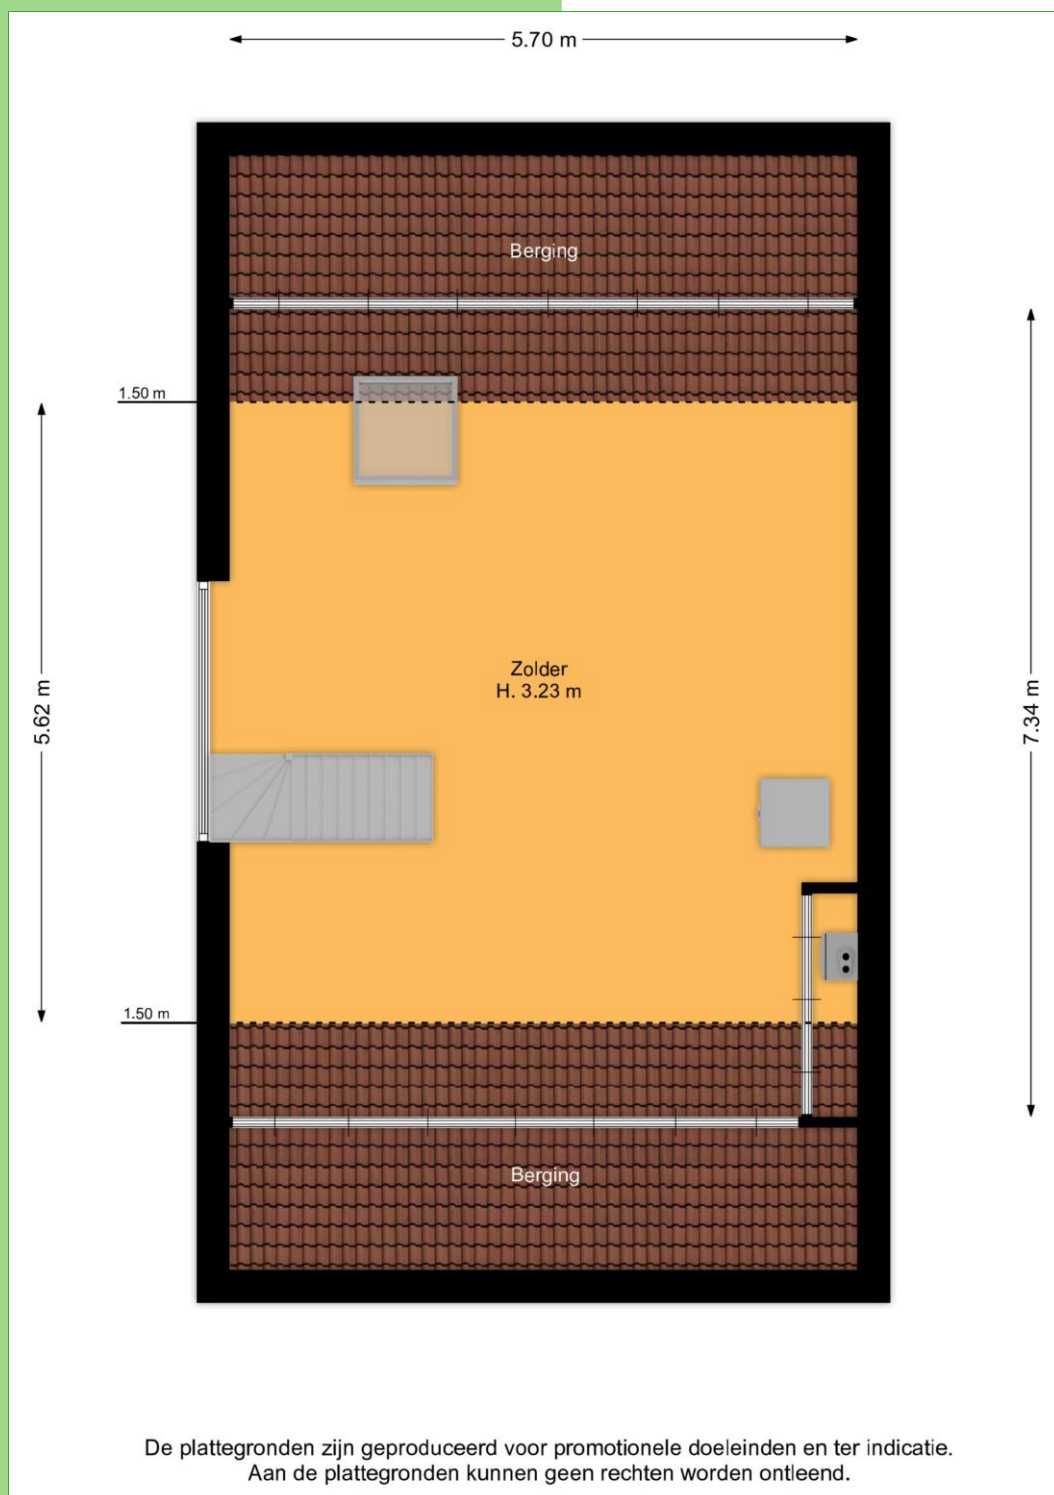 5.70 m
Berging
1.50 m
5.62 m
Zolder
H. 3.23 m
7.34 m
1.50 m
Berging
De plattegronden zijn geproduceerd voor promotionele doeleinden en ter indicatie.
Aan de plattegronden kunnen geen rechten worden ontleend.